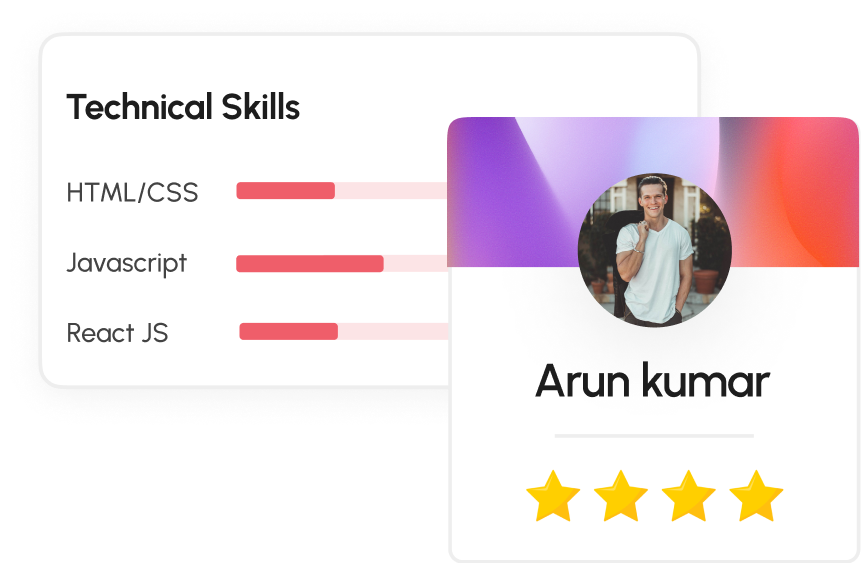 Technical Skills
HTML/CSS
Javascript
React JS
Arun kumar